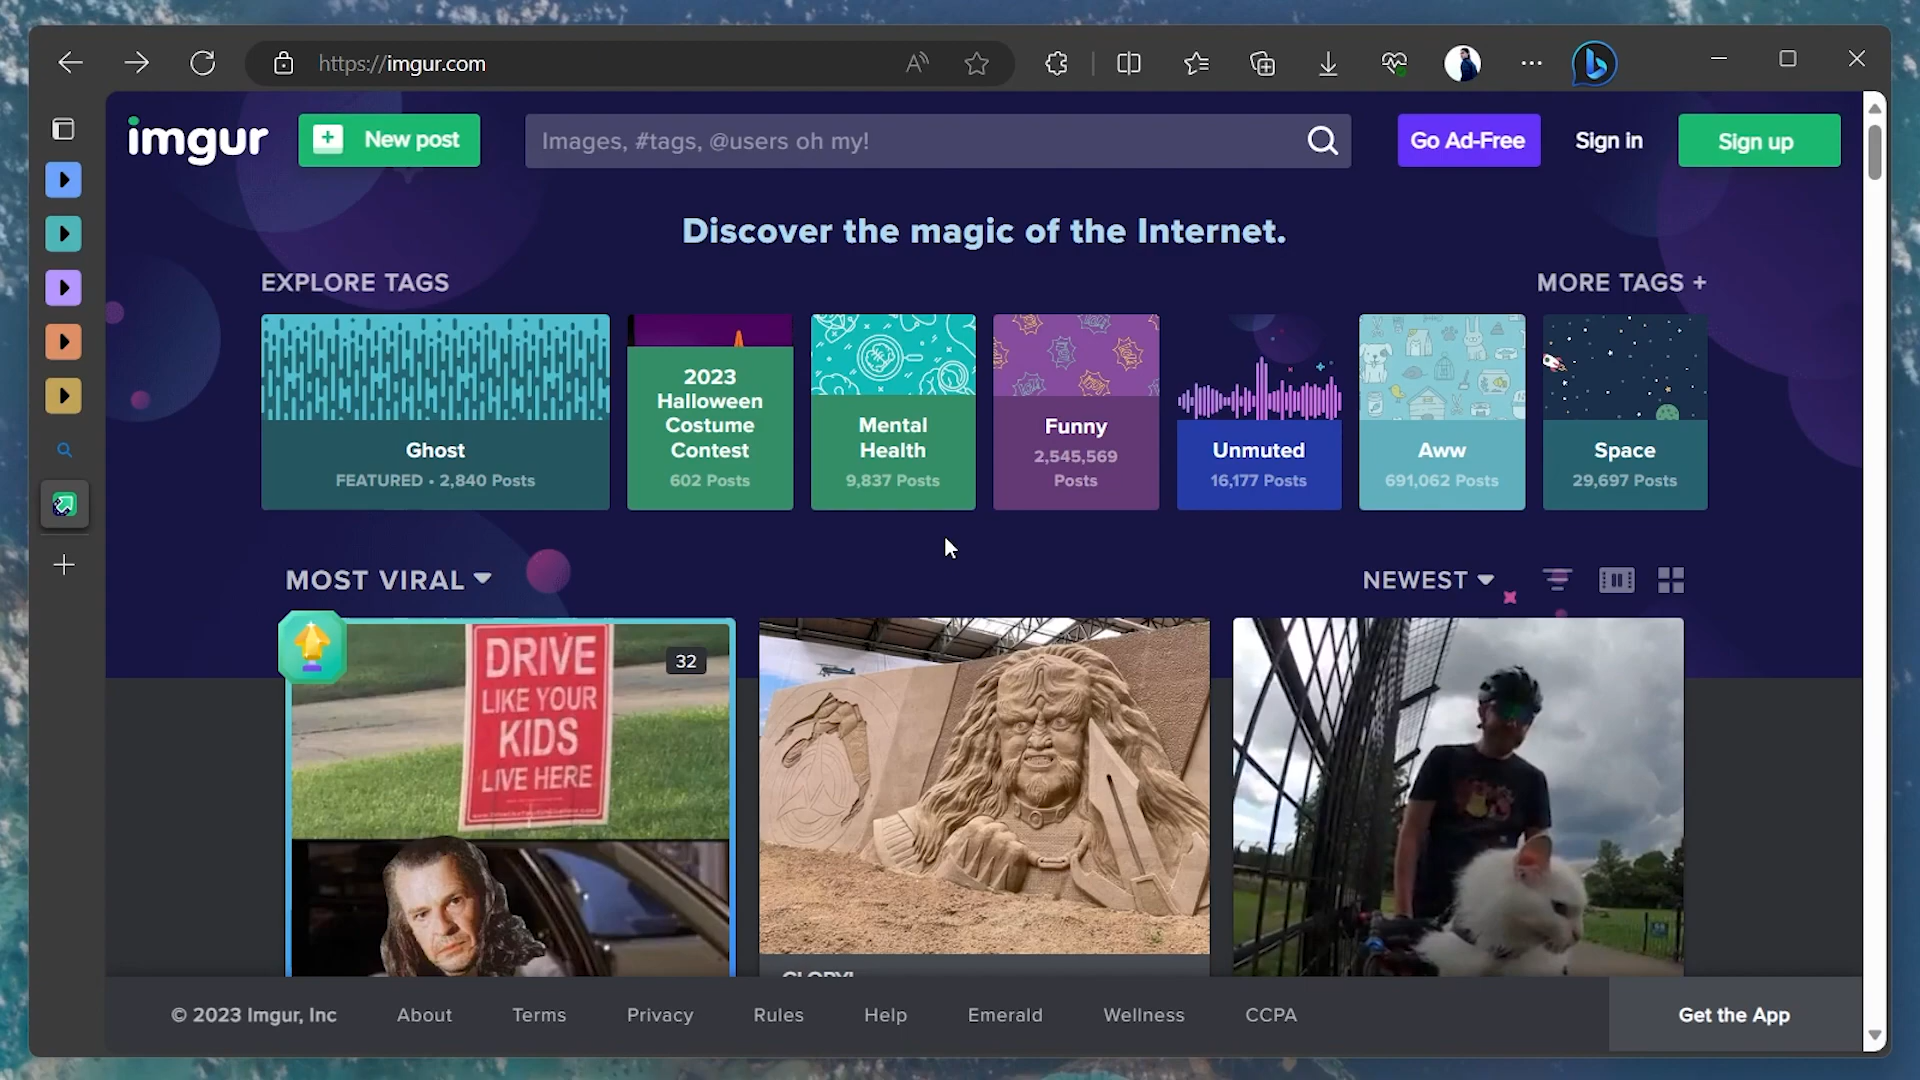 https://imgur.com
imgur
New post
Images, #tags, @users oh my!
Go Ad-Free
Sign in
Sign up
Discover the magic of the Internet.
EXPLORE TAGS
MORE TAGS +
Ghost
FEATURED • 2,840 Posts
2023
Halloween
Costume
Contest
602 Posts
Mental
Health
9,837 Posts
Funny
2,545,569
Posts
Unmuted
16,177 Posts
Aww
691,062 Posts
Space
29,697 Posts
MOST VIRAL
NEWEST
32
DRIVE
LIKE YOUR
KIDS
LIVE HERE
GLORY!
© 2023 Imgur, Inc
About
Terms
Privacy
Rules
Help
Emerald
Wellness
CCPA
Get the App